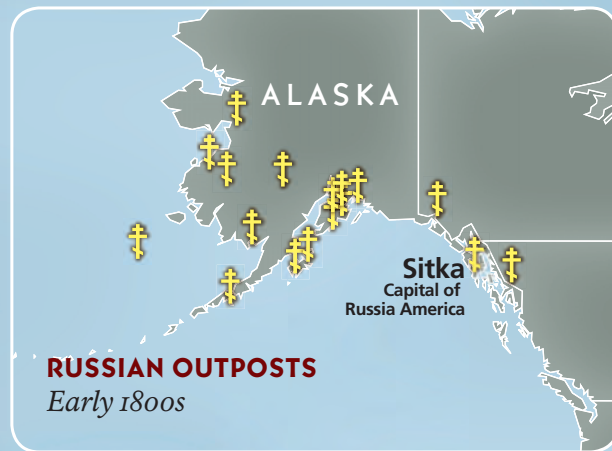 ALASKA
Sitka
Capital of
Russia America
RUSSIAN OUTPOSTS
Early 1800s